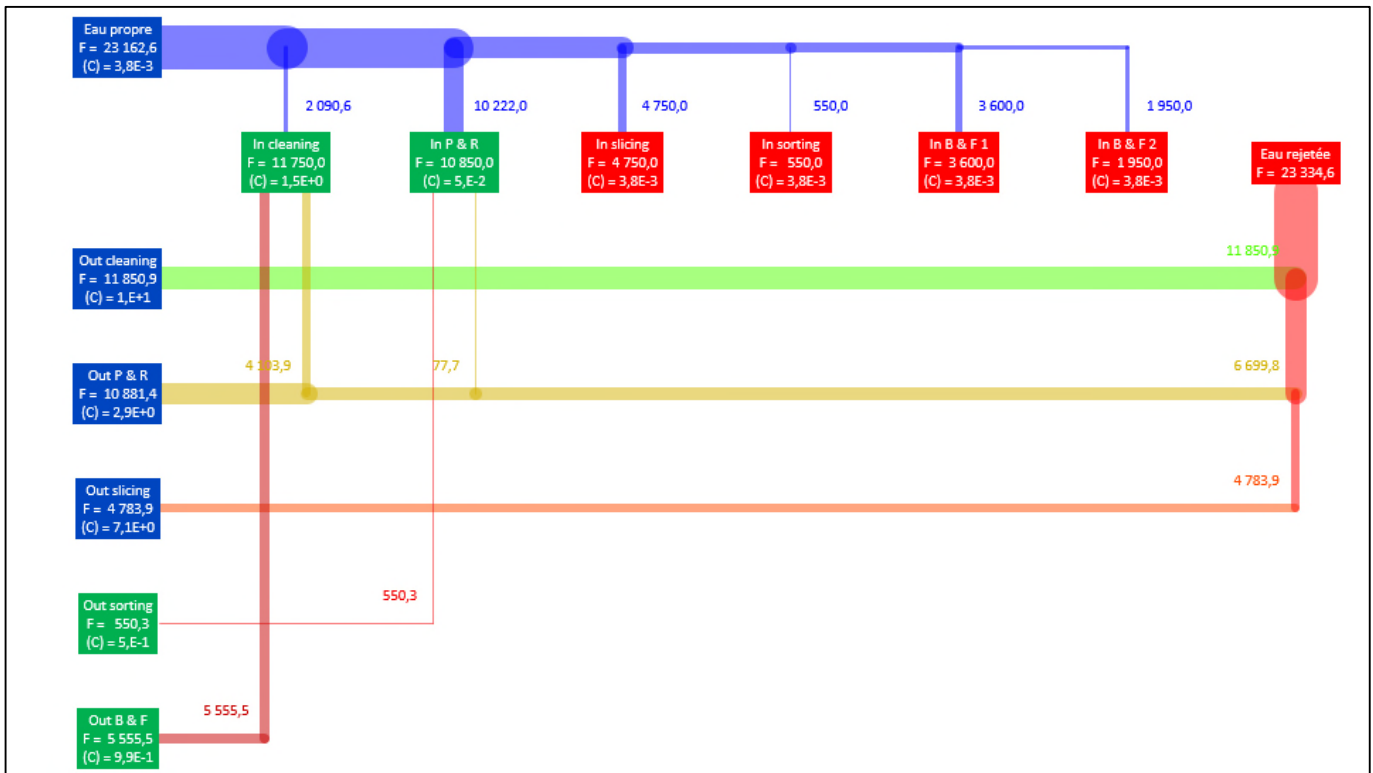 Eau propre
F = 23 162,6
(C) = 3,8E-3
2 090,6
10 222,0
4 750,0
550,0
3 600,0
1 950,0
In cleaning
F = 11 750,0
(C) = 1,5E+0
In P & R
F = 10 850,0
(C) = 5,E-2
In slicing
F = 4 750,0
(C) = 3,8E-3
In sorting
F = 550,0
(C) = 3,8E-3
In B & F 1
F = 3 600,0
(C) = 3,8E-3
In B & F 2
F = 1 950,0
(C) = 3,8E-3
Eau rejetée
F = 23 334,6
Out cleaning
F = 11 850,9
(C) = 1,E+1
11 850,9
Out P & R
F = 10 881,4
(C) = 2,9E+0
77,7
6 699,8
Out slicing
F = 4 783,9
(C) = 7,1E+0
4 783,9
Out sorting
F = 550,3
(C) = 5,E-1
550,3
Out B & F
F = 5 555,5
(C) = 9,9E-1
5 555,5